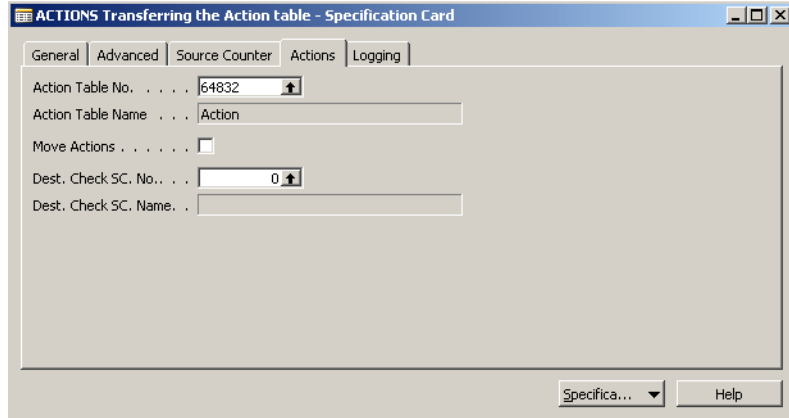 ACTIONS Transferring the Action table - Specification Card
General Advanced Source Counter Actions Logging
Action Table No. . . . . . 64832
Action Table Name . . . Action
Move Actions . . . . . .
Dest. Check SC. No.. . . 0
Dest. Check SC. Name. .
Specifica... Help